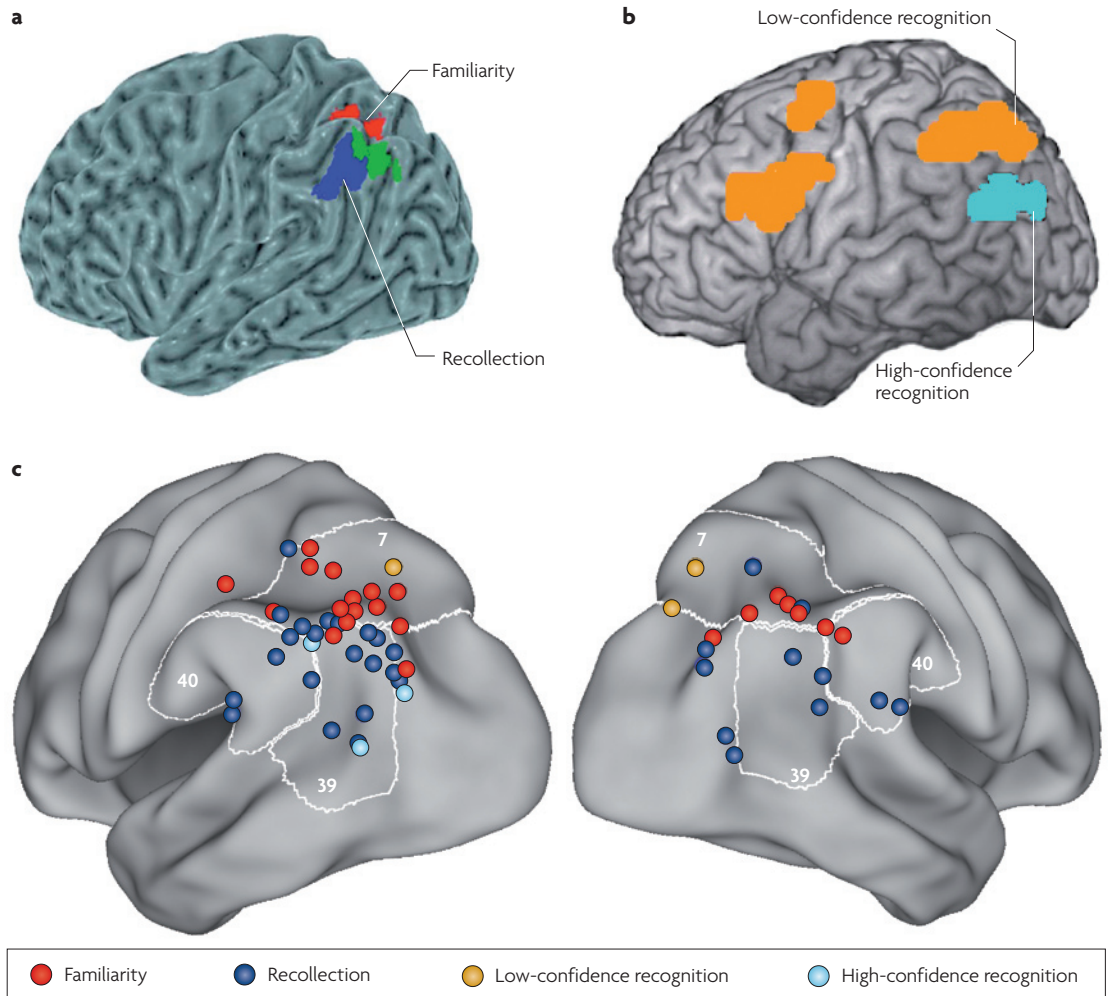 a
Familiarity
Recollection
b
Low-confidence recognition
High-confidence
recognition
c
7
40
39
7
40
39
Familiarity
Recollection
Low-confidence recognition
High-confidence recognition